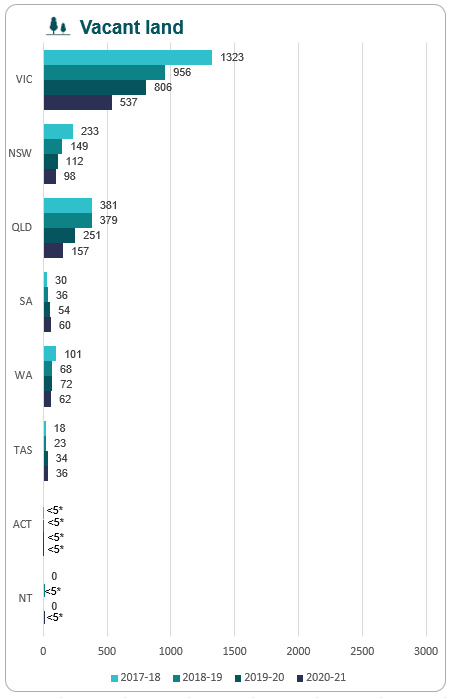 Vacant land
VIC
1323
956
806
537
NSW
233
149
112
98
QLD
381
379
251
157
SA
30
36
54
60
WA
101
68
72
62
TAS
18
23
34
36
ACT
<5*
<5*
<5*
<5*
NT
0
<5*
0
<5*
0 500 1000 1500 2000 2500 3000
2017-18 2018-19 2019-20 2020-21